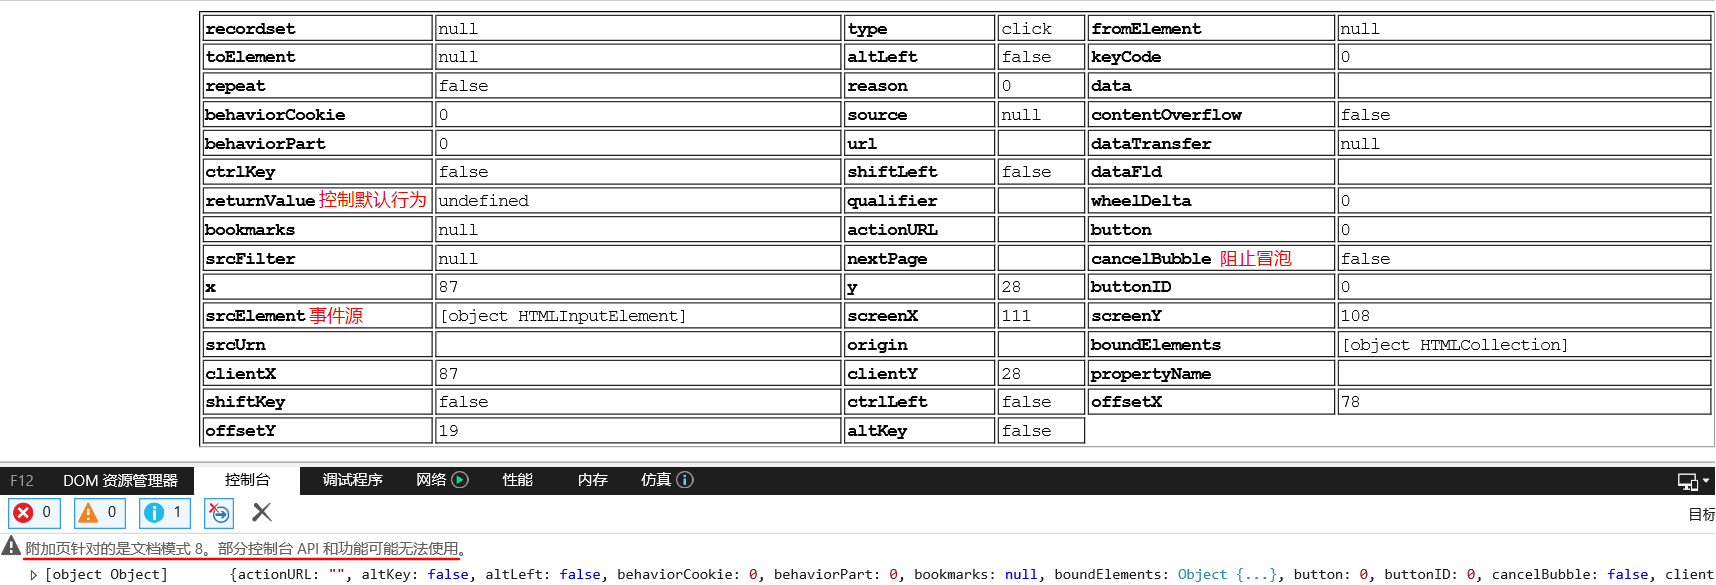 recordset null type click fromElement null
toElement null altLeft false keyCode 0
repeat false reason 0 data
behaviorCookie 0 source null contentOverflow false
behaviorPart 0 url dataTransfer null
ctrlKey false shiftLeft false dataFld
returnValue 控制默认行为 undefined qualifier wheelDelta 0
bookmarks null actionURL button 0
srcFilter null nextPage cancelBubble 阻止冒泡 false
x 87 y 28 buttonID 0
srcElement 事件源 [object HTMLInputElement] screenX 111 screenY 108
srcUrn origin boundElements [object HTMLCollection]
clientX 87 clientY 28 propertyName
shiftKey false ctrlLeft false offsetX 78
offsetY 19 altKey false
F12 DOM 资源管理器 控制台 调试程序 网络 性能 内存 仿真
0 0 1
目标
附加页针对的是文档模式 8。部分控制台 API 和功能可能无法使用。
[object Object] {actionURL: "", altKey: false, altLeft: false, behaviorCookie: 0, behaviorPart: 0, bookmarks: null, boundElements: Object {...}, button: 0, buttonID: 0, cancelBubble: false, client